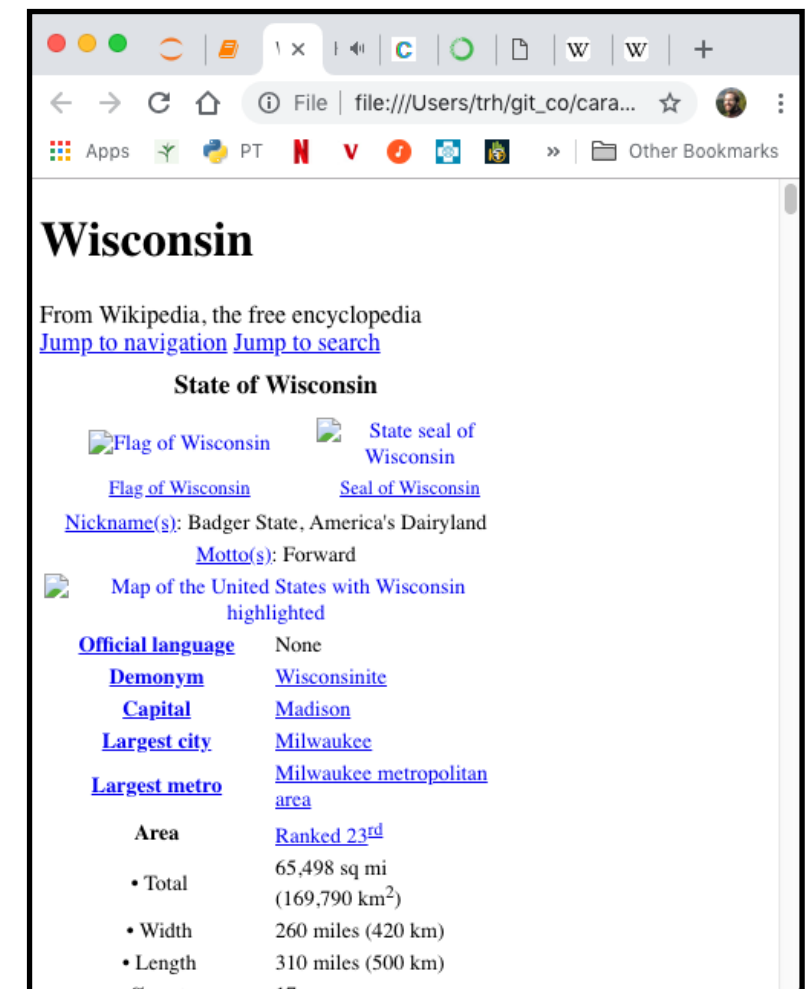 File file:///Users/trh/git_co/cara...
Apps PT N V » Other Bookmarks
Wisconsin
From Wikipedia, the free encyclopedia
Jump to navigation Jump to search
State of Wisconsin
Flag of Wisconsin
State seal of
Wisconsin
Flag of Wisconsin Seal of Wisconsin
Nickname(s): Badger State, America's Dairyland
Motto(s): Forward
Map of the United States with Wisconsin
highlighted
Official language None
Demonym Wisconsinite
Capital Madison
Largest city Milwaukee
Largest metro Milwaukee metropolitan
area
Area Ranked 23rd
• Total 65,498 sq mi
(169,790 km2)
• Width 260 miles (420 km)
• Length 310 miles (500 km)